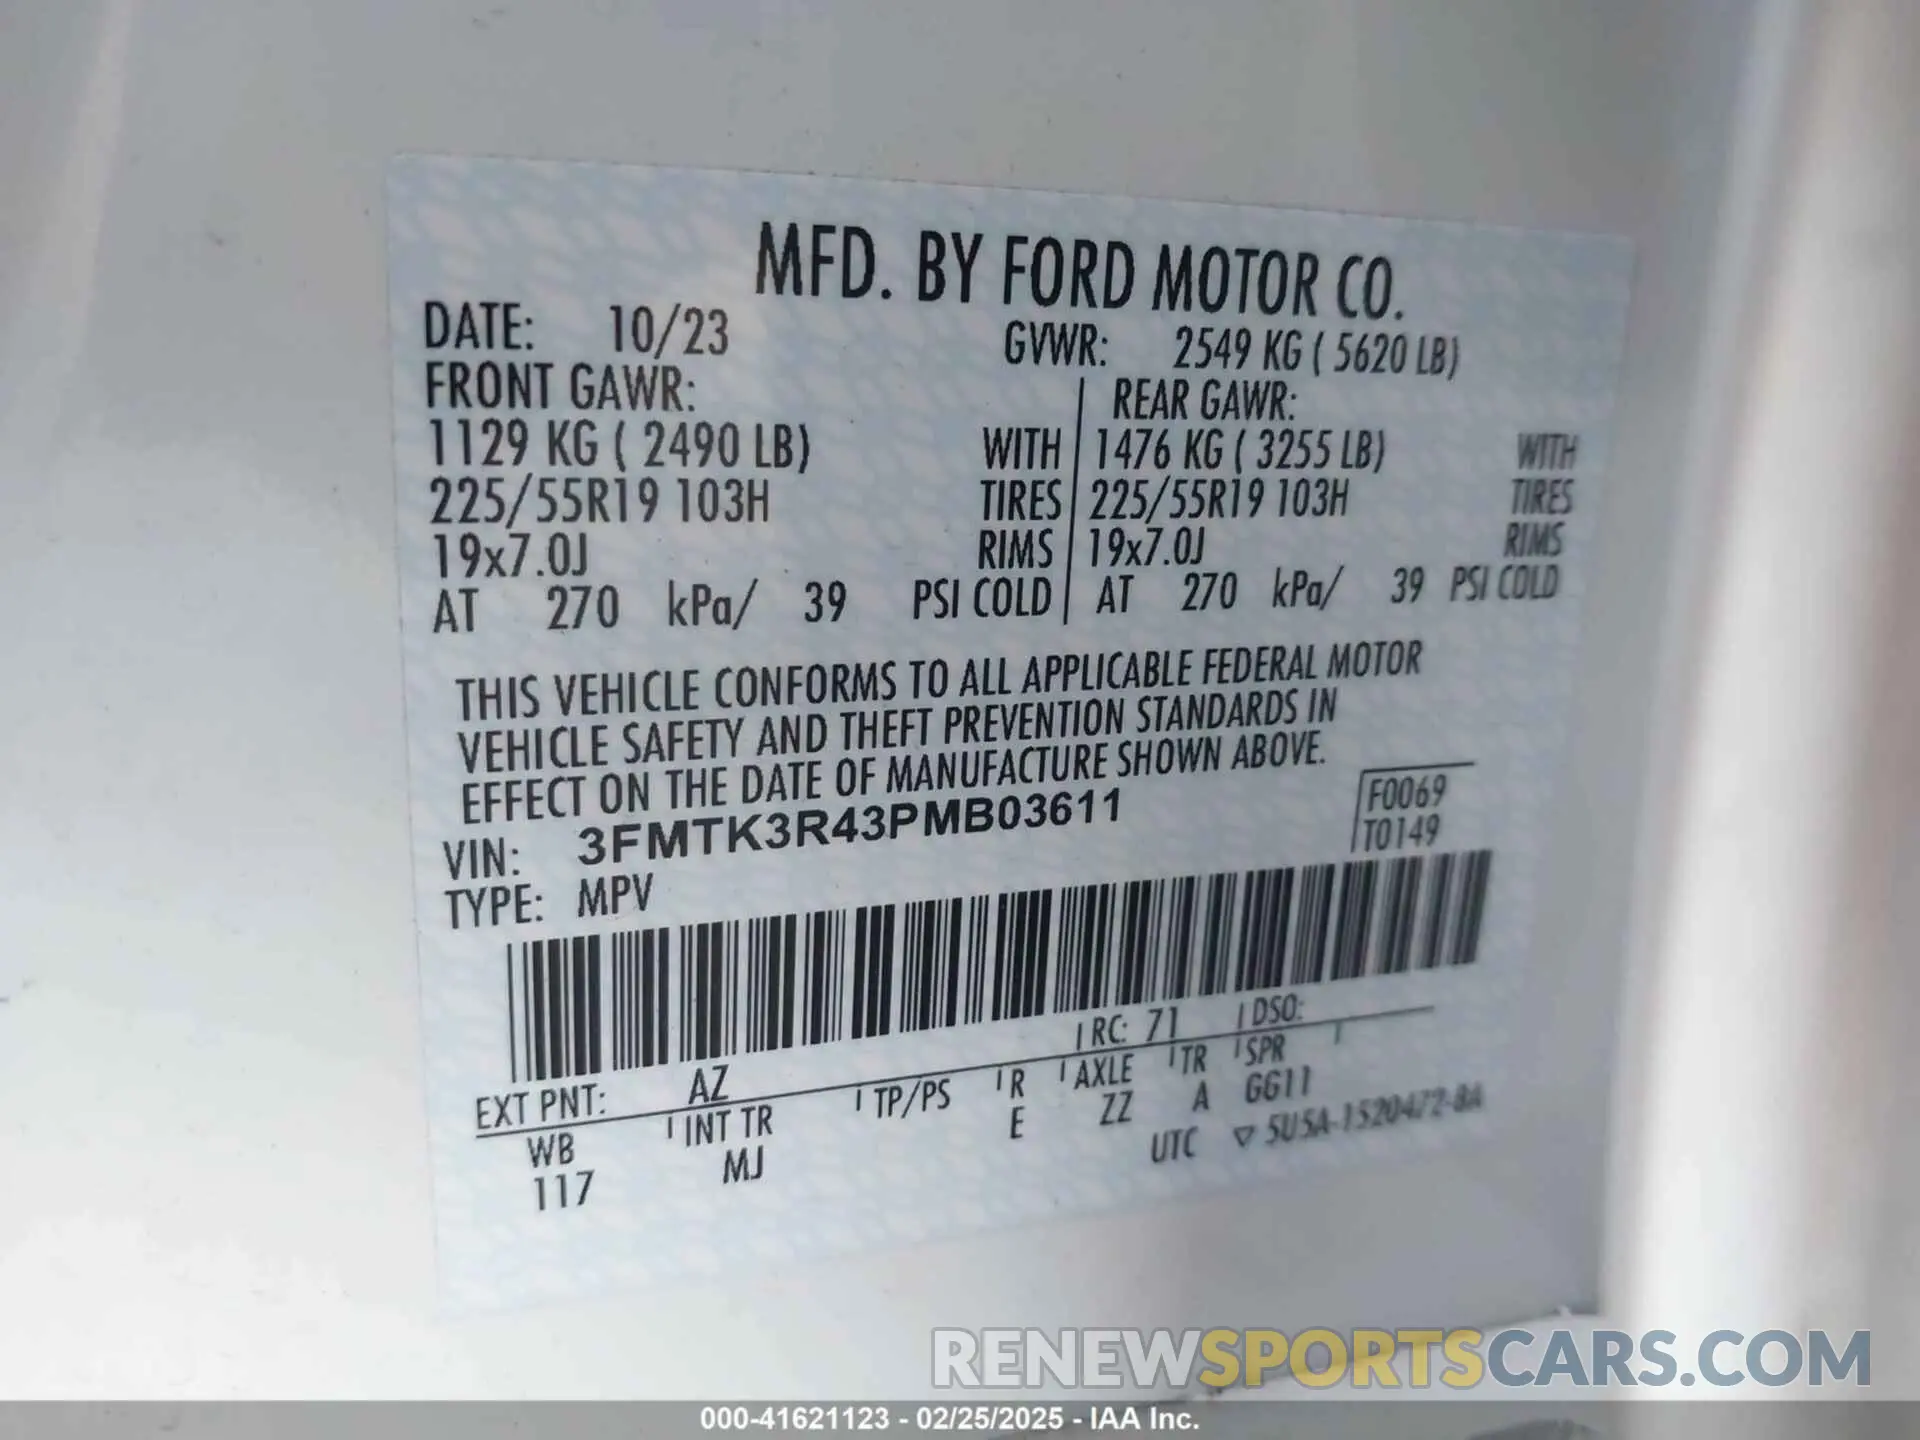 MFD. BY FORD MOTOR CO.
DATE: 10/23 GVWR: 2549 KG ( 5620 LB)
FRONT GAWR: REAR GAWR:
1129 KG ( 2490 LB) WITH 1476 KG ( 3255 LB) WITH
225/55R19 103H TIRES 225/55R19 103H TIRES
19x7.0J RIMS 19x7.0J RIMS
AT 270 kPa/ 39 PSI COLD AT 270 kPa/ 39 PSI COLD
THIS VEHICLE CONFORMS TO ALL APPLICABLE FEDERAL MOTOR
VEHICLE SAFETY AND THEFT PREVENTION STANDARDS IN
EFFECT ON THE DATE OF MANUFACTURE SHOWN ABOVE.
VIN: 3FMTK3R43PMB03611 F0069
TYPE: MPV T0149
EXT PNT: AZ RC: 71 DSO:
WB INT TR TP/PS R AXLE TR SPR
117 MJ E ZZ A GG11
UTC ▽ 5U5A-1520472-BA
RENEWSPORTSCARS.COM
000-41621123 - 02/25/2025 - IAA Inc.